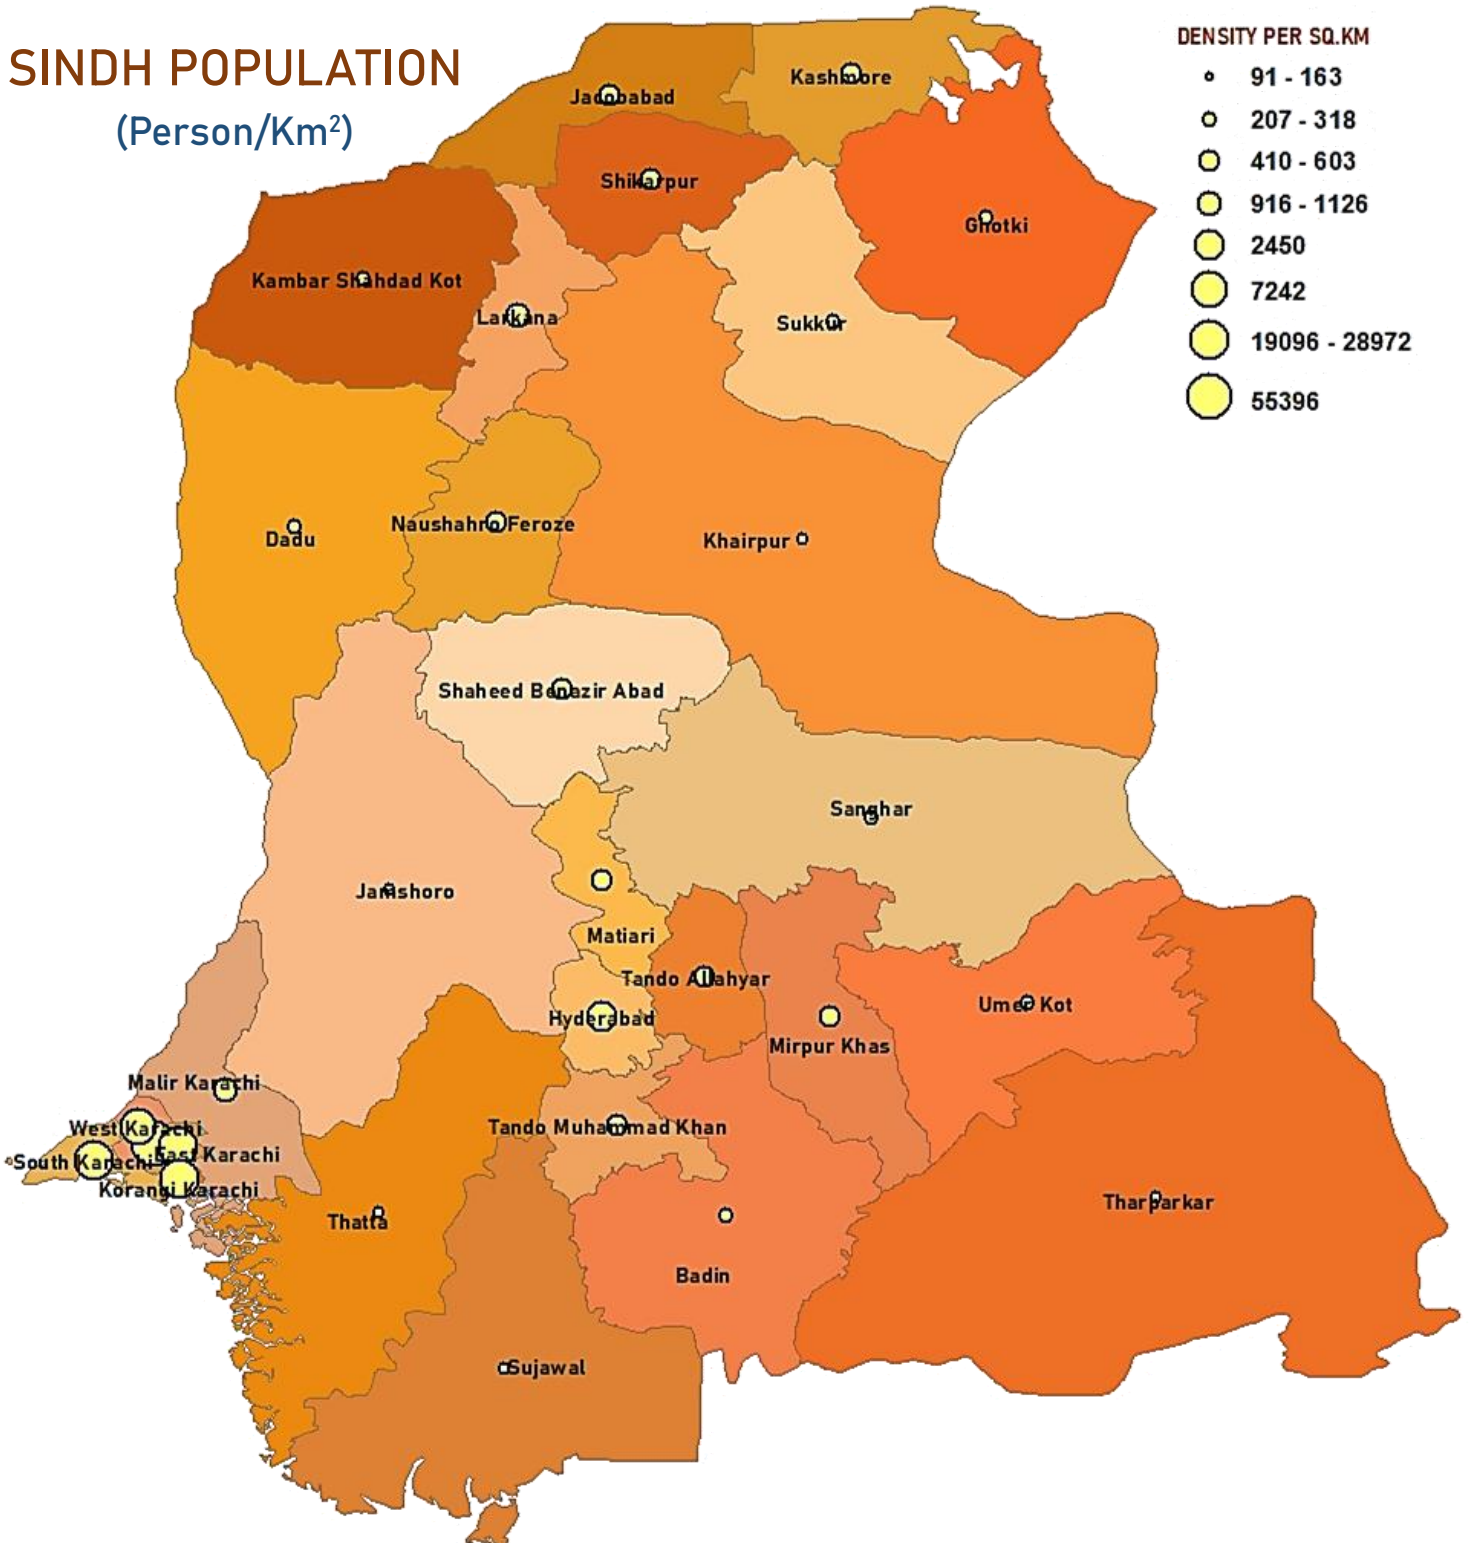 SINDH POPULATION
(Person/Km²)
DENSITY PER SQ.KM
91 - 163
207 - 318
410 - 603
916 - 1126
2450
7242
19096 - 28972
55396
Kashmore
Jacobabad
Shikarpur
Ghotki
Kambar Shahdad Kot
Larkana
Sukkur
Naushahro Feroze
Dadu
Khairpur
Shaheed Benazir Abad
Sanghar
Jamshoro
Matiari
Tando Allahyar
Umer Kot
Hyderabad
Mirpur Khas
Malir Karachi
West Karachi
Tando Muhammad Khan
East Karachi
South Karachi
Korangi Karachi
Tharparkar
Thatta
Badin
Sujawal